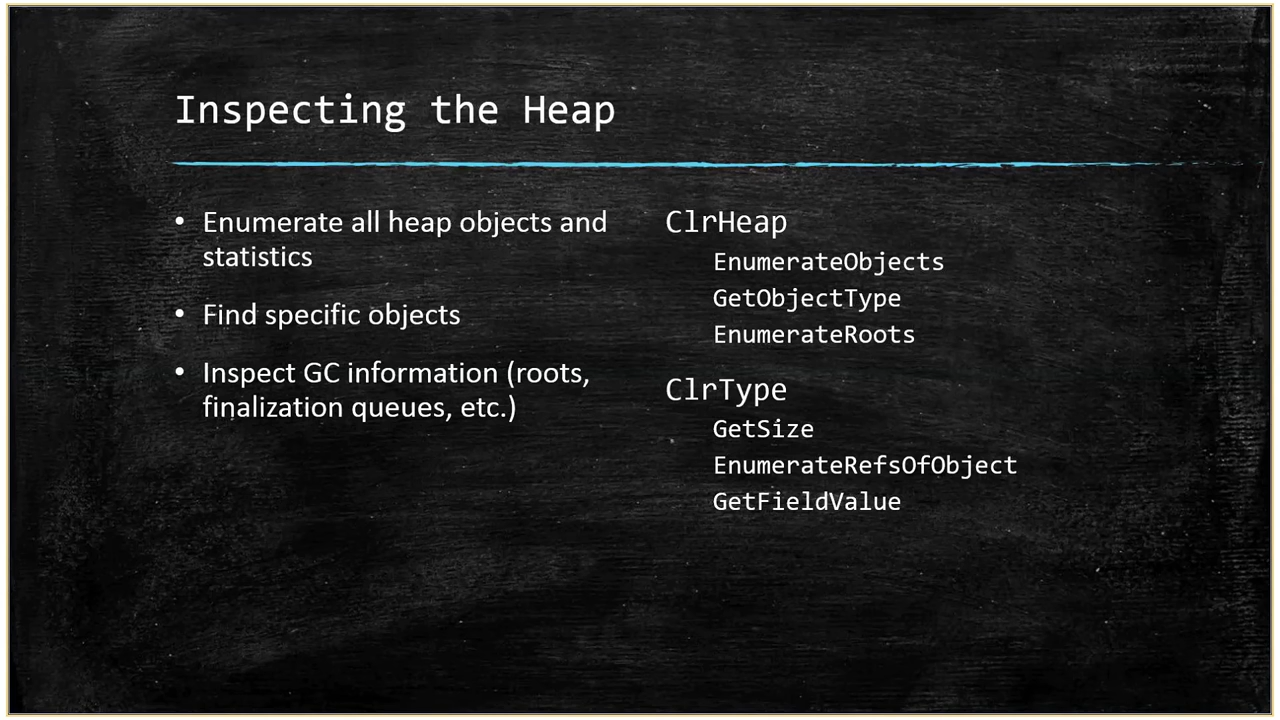 Inspecting the Heap
• Enumerate all heap objects and
statistics
• Find specific objects
• Inspect GC information (roots,
finalization queues, etc.)
ClrHeap
EnumerateObjects
GetObjectType
EnumerateRoots
ClrType
GetSize
EnumerateRefsOfObject
GetFieldValue